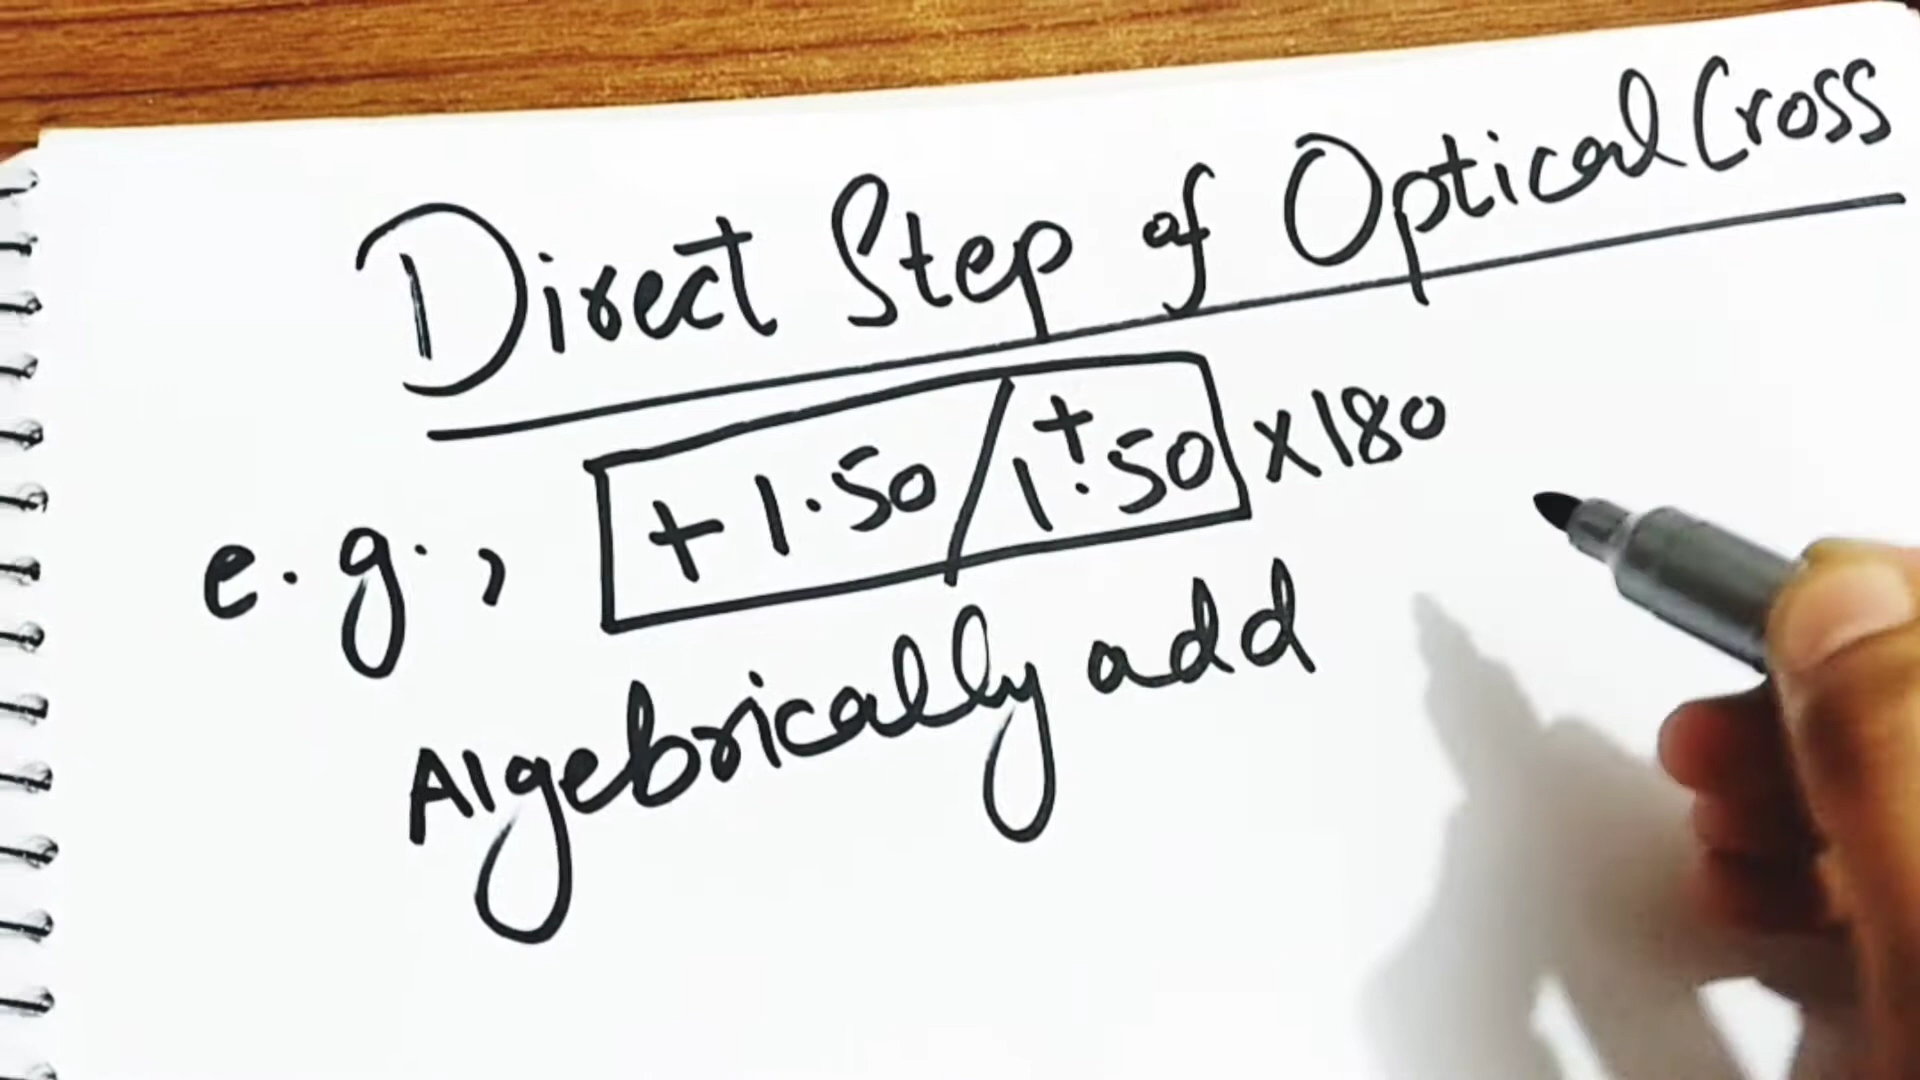 Direct Step of Optical Cross
e.g., +1.50/1+.50 x180
Algebrically add